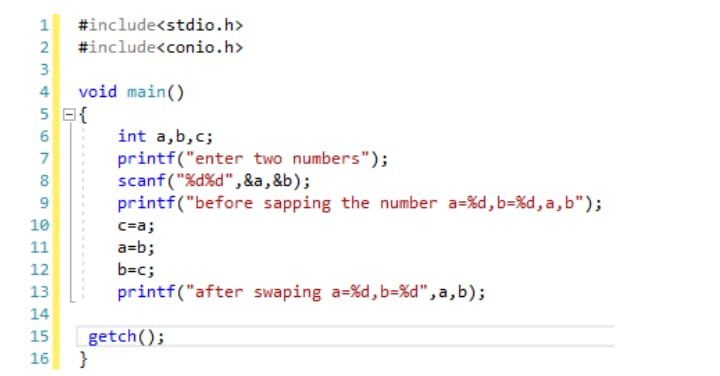 1 #include<stdio.h>
2 #include<conio.h>
3
4 void main()
5 {
6 int a,b,c;
7 printf("enter two numbers");
8 scanf("%d%d",&a,&b);
9 printf("before sapping the number a=%d,b=%d,a,b");
10 c=a;
11 a=b;
12 b=c;
13 printf("after swaping a=%d,b=%d",a,b);
14
15 getch();
16 }